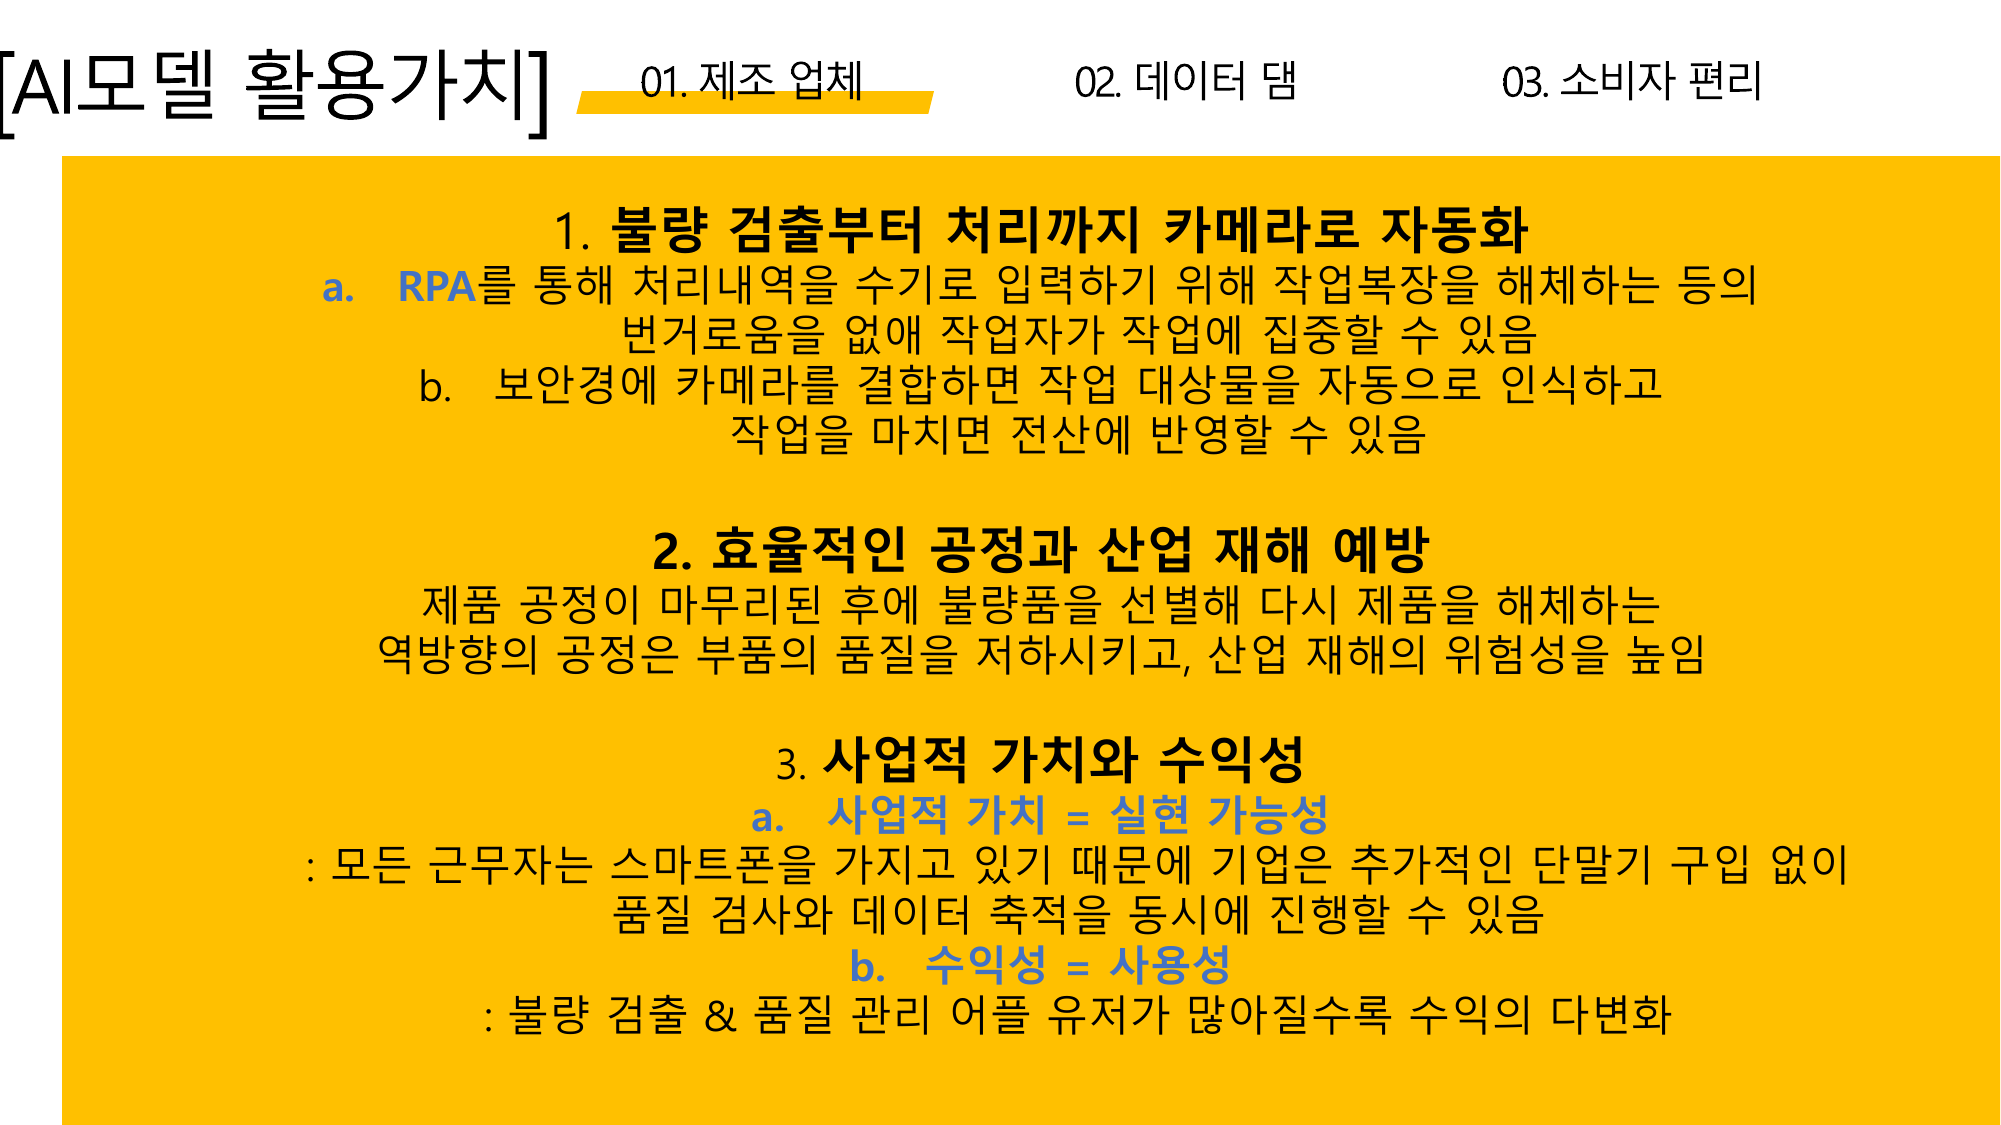 [AI모델 활용가치]
01. 제조 업체
02. 데이터 댐
03. 소비자 편리
1. 불량 검출부터 처리까지 카메라로 자동화
a. RPA를 통해 처리내역을 수기로 입력하기 위해 작업복장을 해체하는 등의
번거로움을 없애 작업자가 작업에 집중할 수 있음
b. 보안경에 카메라를 결합하면 작업 대상물을 자동으로 인식하고
작업을 마치면 전산에 반영할 수 있음
2. 효율적인 공정과 산업 재해 예방
제품 공정이 마무리된 후에 불량품을 선별해 다시 제품을 해체하는
역방향의 공정은 부품의 품질을 저하시키고, 산업 재해의 위험성을 높임
3. 사업적 가치와 수익성
a. 사업적 가치 = 실현 가능성
: 모든 근무자는 스마트폰을 가지고 있기 때문에 기업은 추가적인 단말기 구입 없이
품질 검사와 데이터 축적을 동시에 진행할 수 있음
b. 수익성 = 사용성
: 불량 검출 & 품질 관리 어플 유저가 많아질수록 수익의 다변화